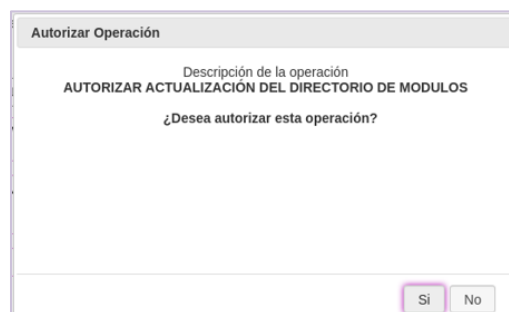 Autorizar Operación
Descripción de la operación
AUTORIZAR ACTUALIZACIÓN DEL DIRECTORIO DE MODULOS
¿Desea autorizar esta operación?
Si No